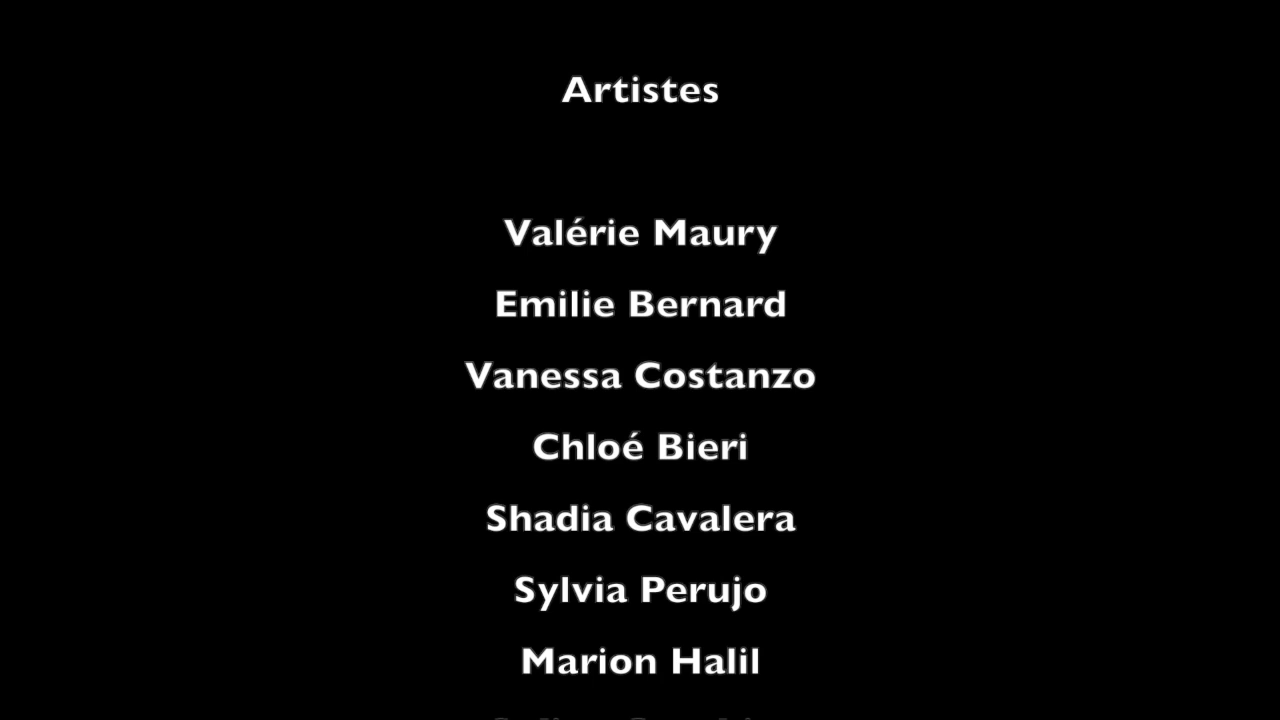 Artistes
Valérie Maury
Emilie Bernard
Vanessa Costanzo
Chloé Bieri
Shadia Cavalera
Sylvia Perujo
Marion Halil